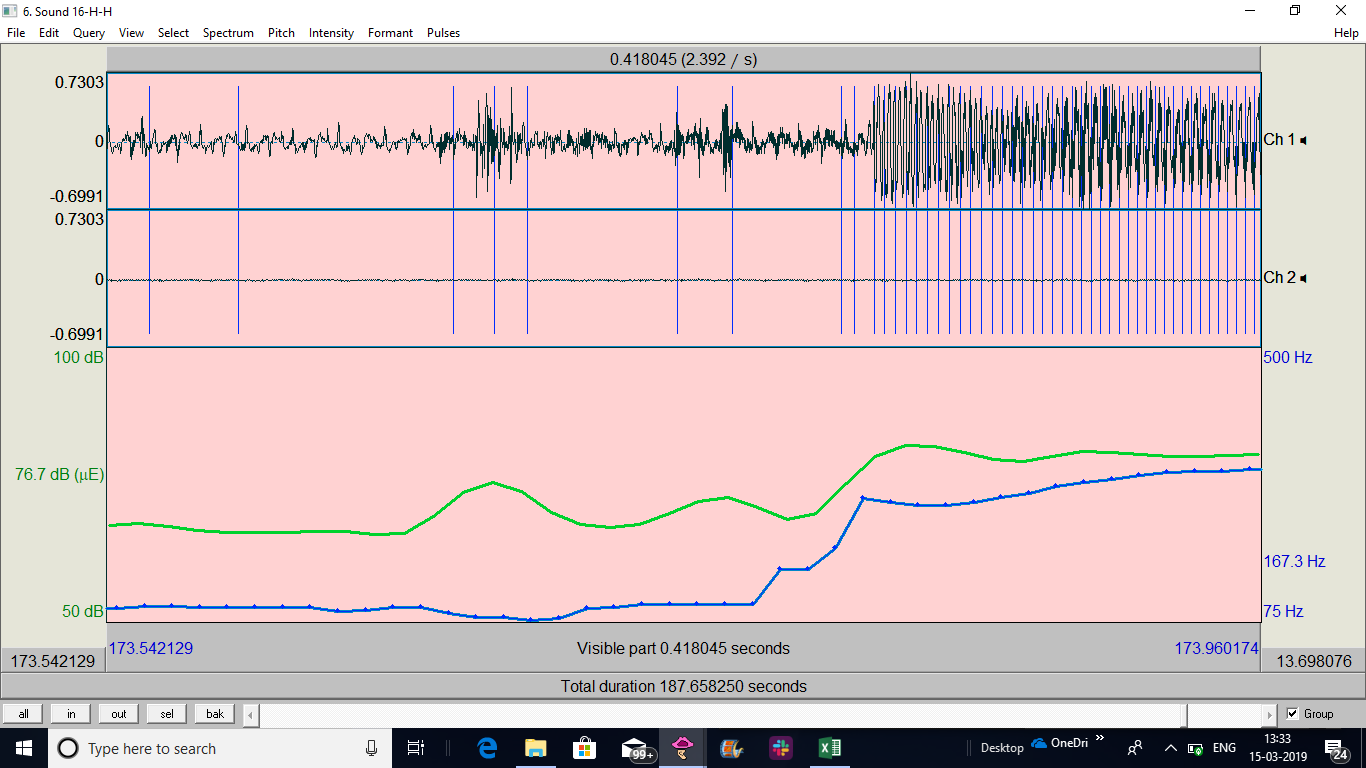 6. Sound 16-H-H
File Edit Query View Select Spectrum Pitch Intensity Formant Pulses Help
0.418045 (2.392 / s)
0.7303
0
-0.6991
Ch 1
0.7303
0
-0.6991
Ch 2
100 dB
500 Hz
76.7 dB (µE)
167.3 Hz
50 dB
75 Hz
173.542129
173.542129
Visible part 0.418045 seconds
173.960174
13.698076
Total duration 187.658250 seconds
all in out sel bak
Group
Type here to search
99+
Desktop
OneDri
ENG
13:33
15-03-2019
24